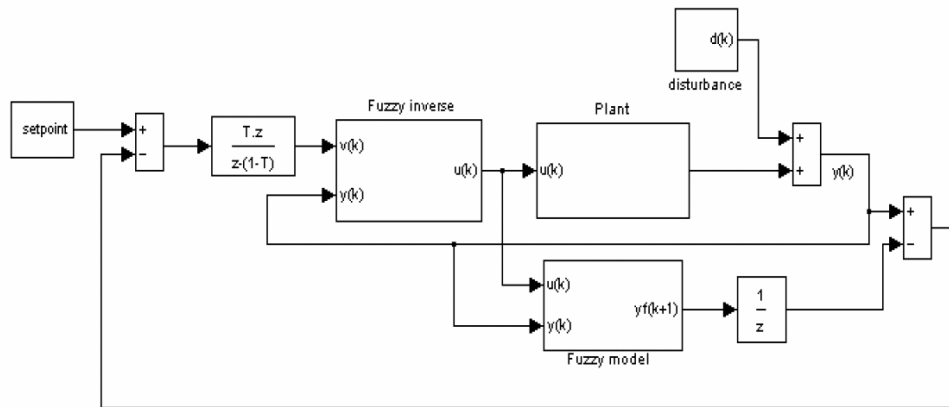 d(k)
disturbance
setpoint
+
−
T.z
z-(1-T)
Fuzzy inverse
v(k)
y(k)
u(k)
Plant
u(k)
+
+
y(k)
+
−
u(k)
y(k)
yf(k+1)
Fuzzy model
1
z